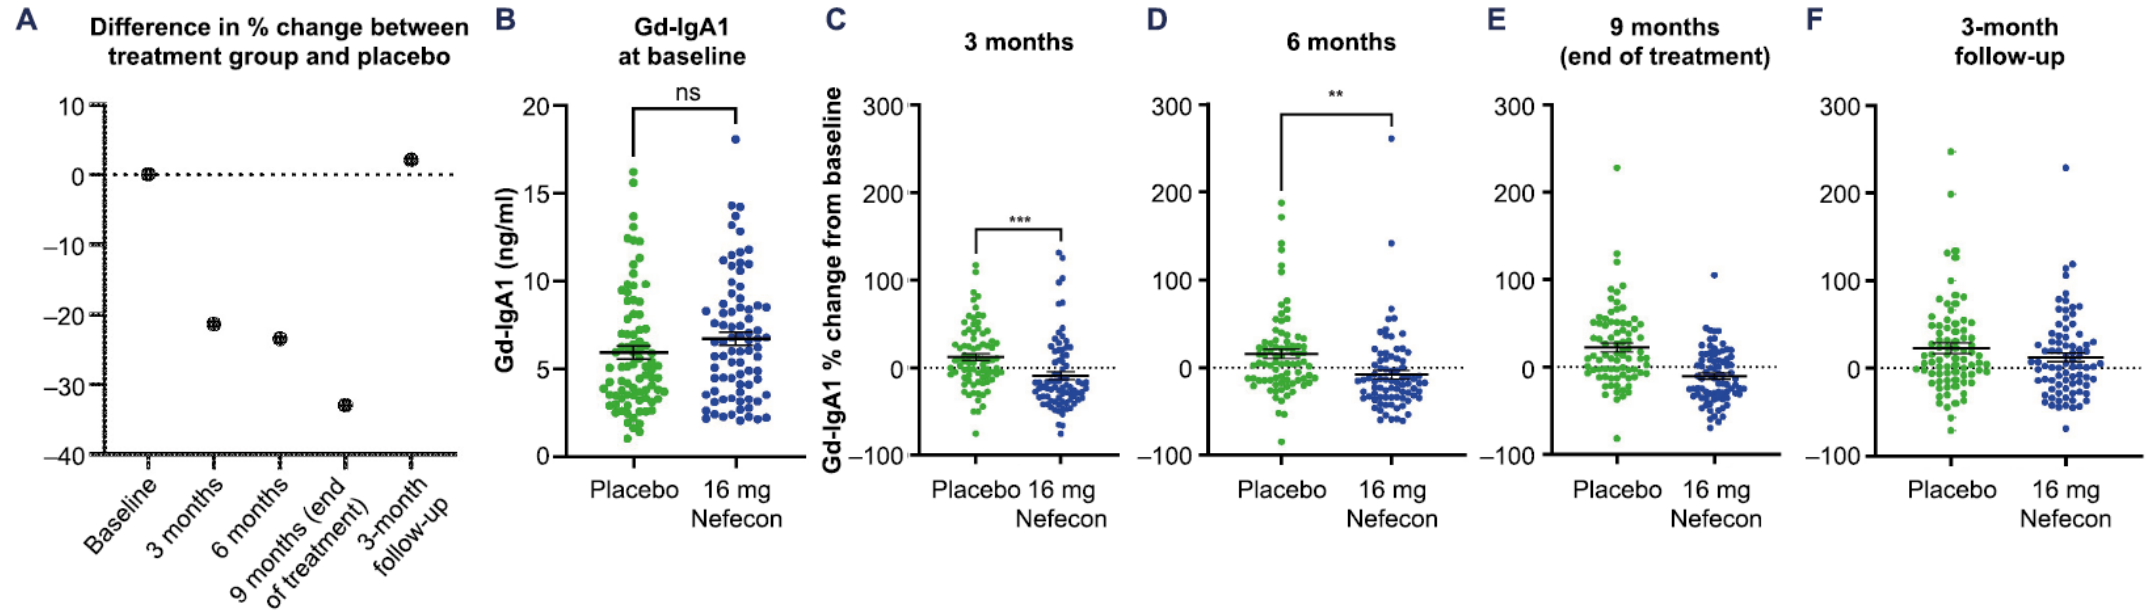 A
Difference in % change between
treatment group and placebo
10
0
–10
–20
–30
–40
Baseline
3 months
6 months
9 months (end
of treatment)
3-month
follow-up
B
Gd-IgA1
at baseline
ns
Gd-IgA1 (ng/ml)
20
15
10
5
0
Placebo
16 mg
Nefecon
C
3 months
Gd-IgA1 % change from baseline
300
200
100
0
–100
***
Placebo
16 mg
Nefecon
D
6 months
300
200
100
0
–100
**
Placebo
16 mg
Nefecon
E
9 months
(end of treatment)
300
200
100
0
–100
Placebo
16 mg
Nefecon
F
3-month
follow-up
300
200
100
0
–100
Placebo
16 mg
Nefecon